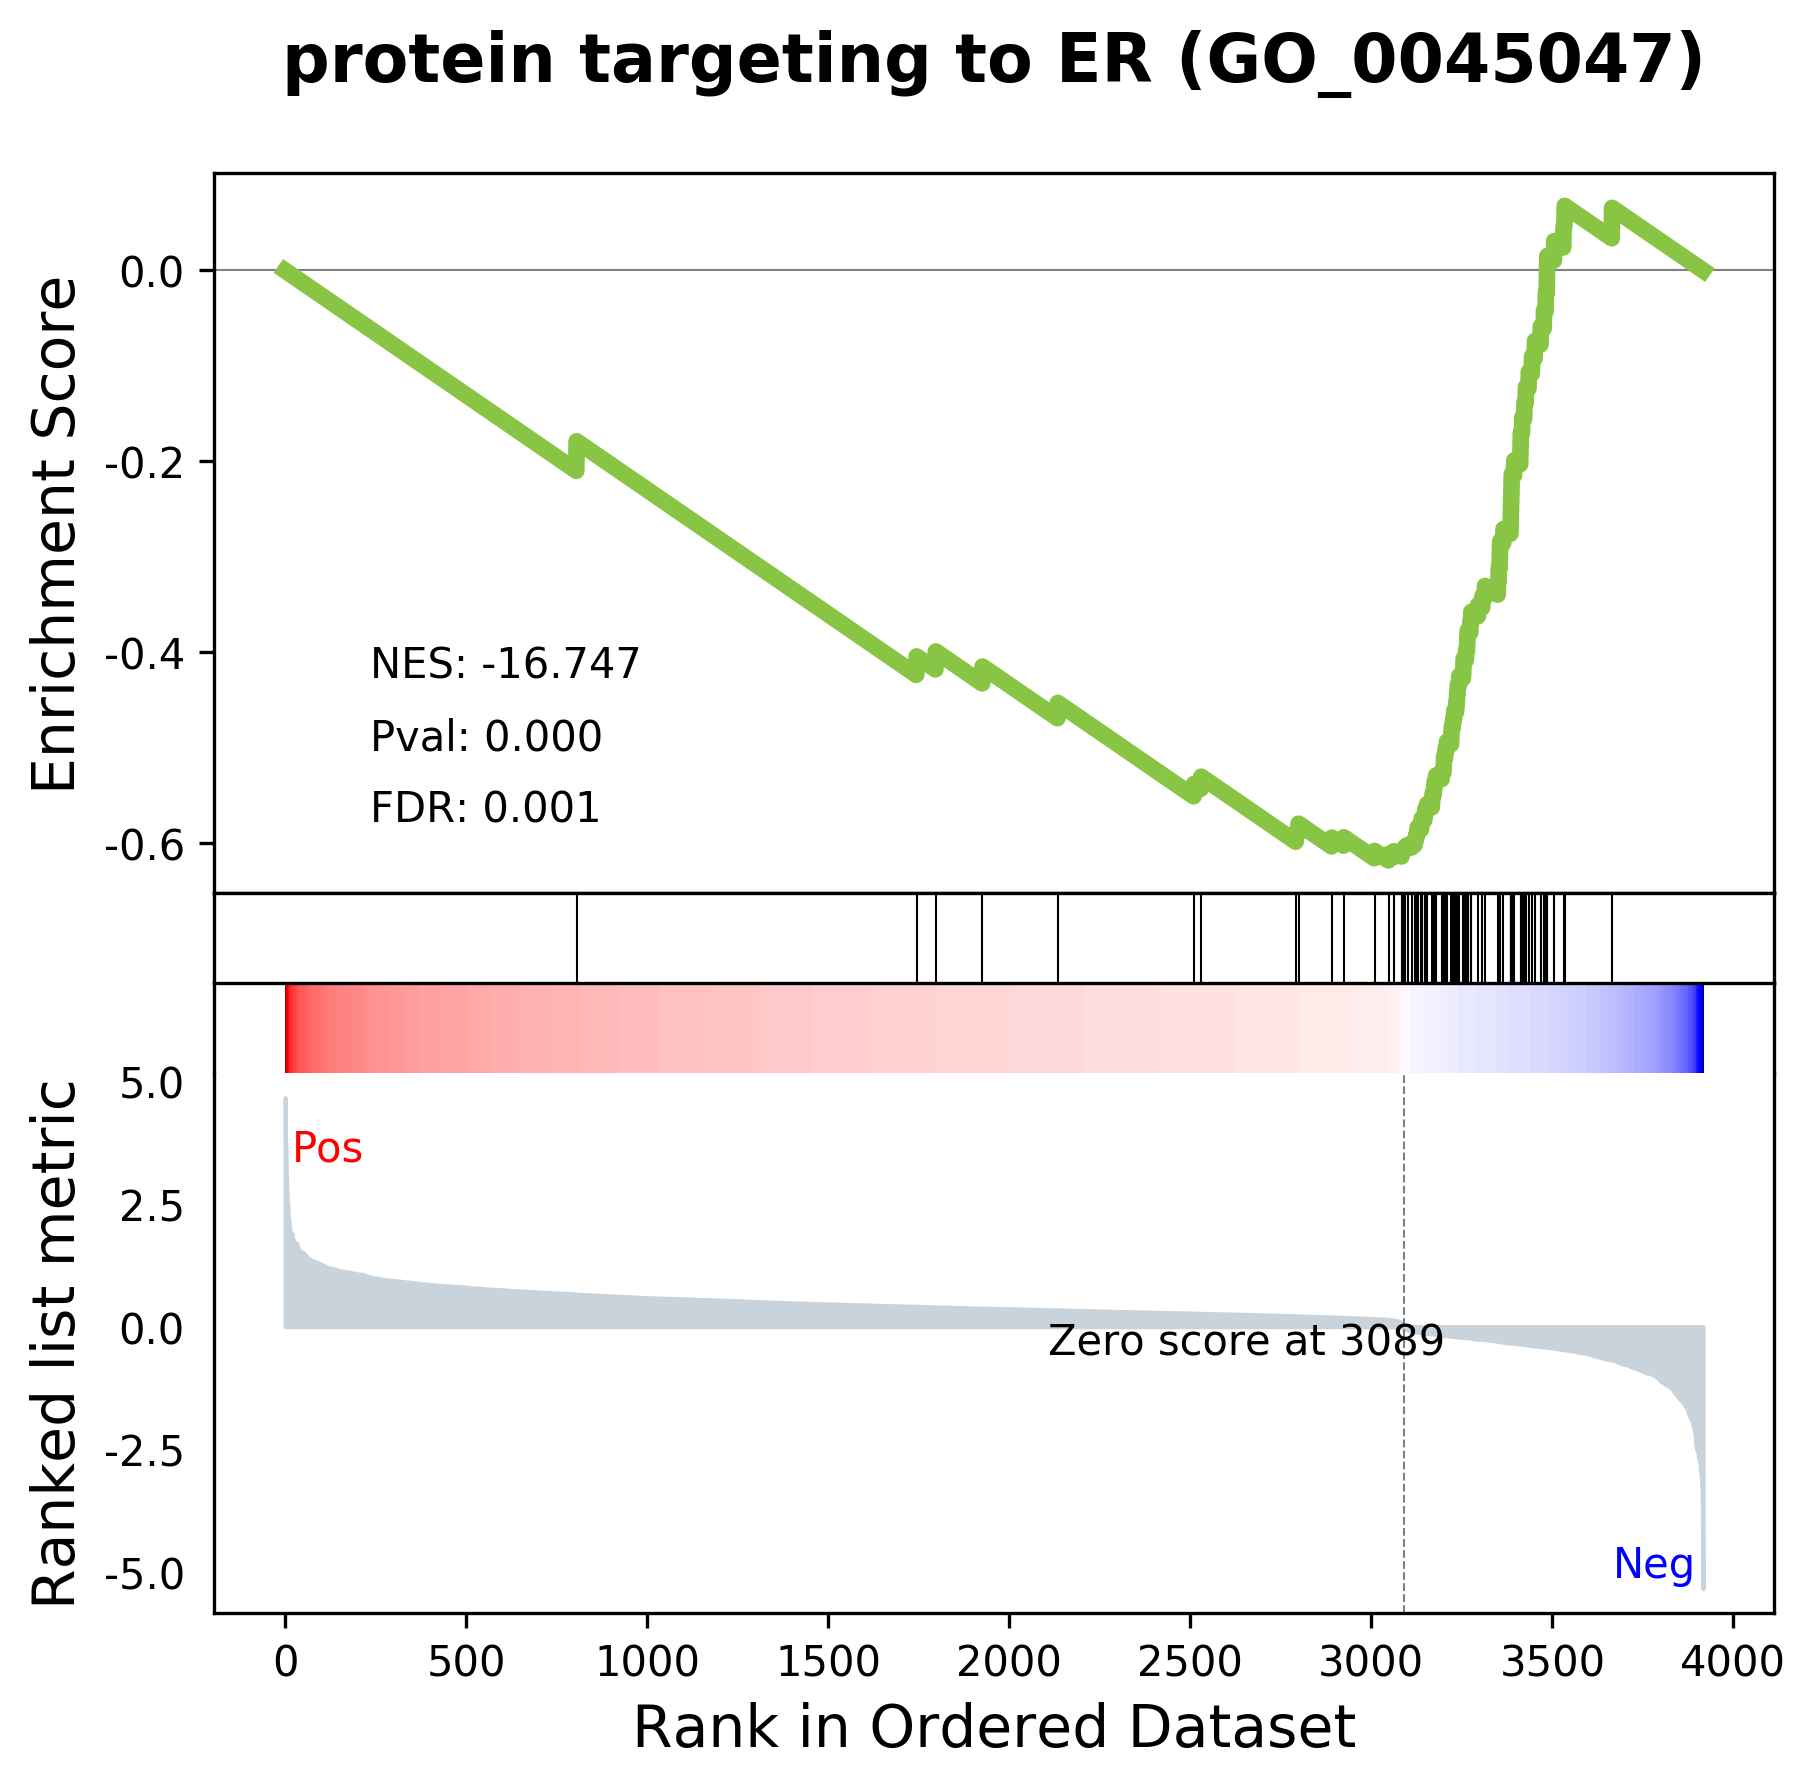 protein targeting to ER (GO_0045047)
Enrichment Score
0.0
-0.2
-0.4
-0.6
NES: -16.747
Pval: 0.000
FDR: 0.001
Ranked list metric
5.0
2.5
0.0
-2.5
-5.0
Pos
Zero score at 3089
Neg
0 500 1000 1500 2000 2500 3000 3500 4000
Rank in Ordered Dataset